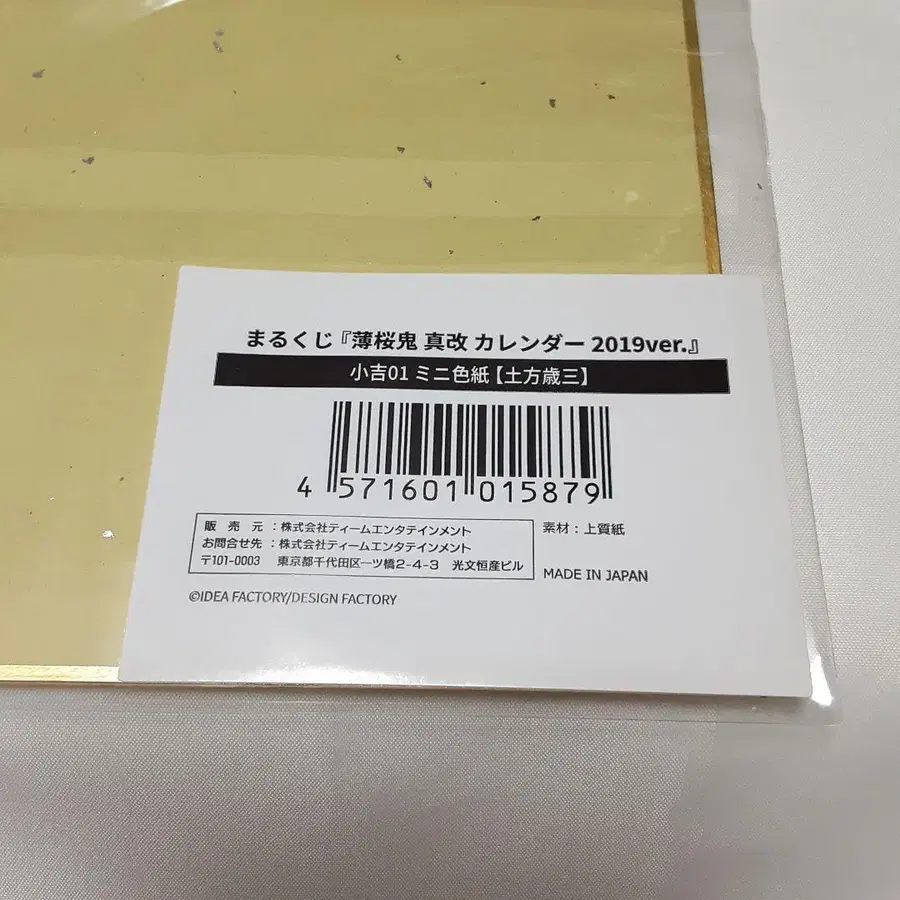 まるくじ『薄桜鬼 真改 カレンダー 2019ver.』
小吉01 ミニ色紙【土方歳三】
4 571601 015879
販売元:株式会社ティームエンタテインメント
お問合せ先:株式会社ティームエンタテインメント
〒101-0003 東京都千代田区一ツ橋2-4-3 光文恒産ビル
素材:上質紙
MADE IN JAPAN
©IDEA FACTORY/DESIGN FACTORY